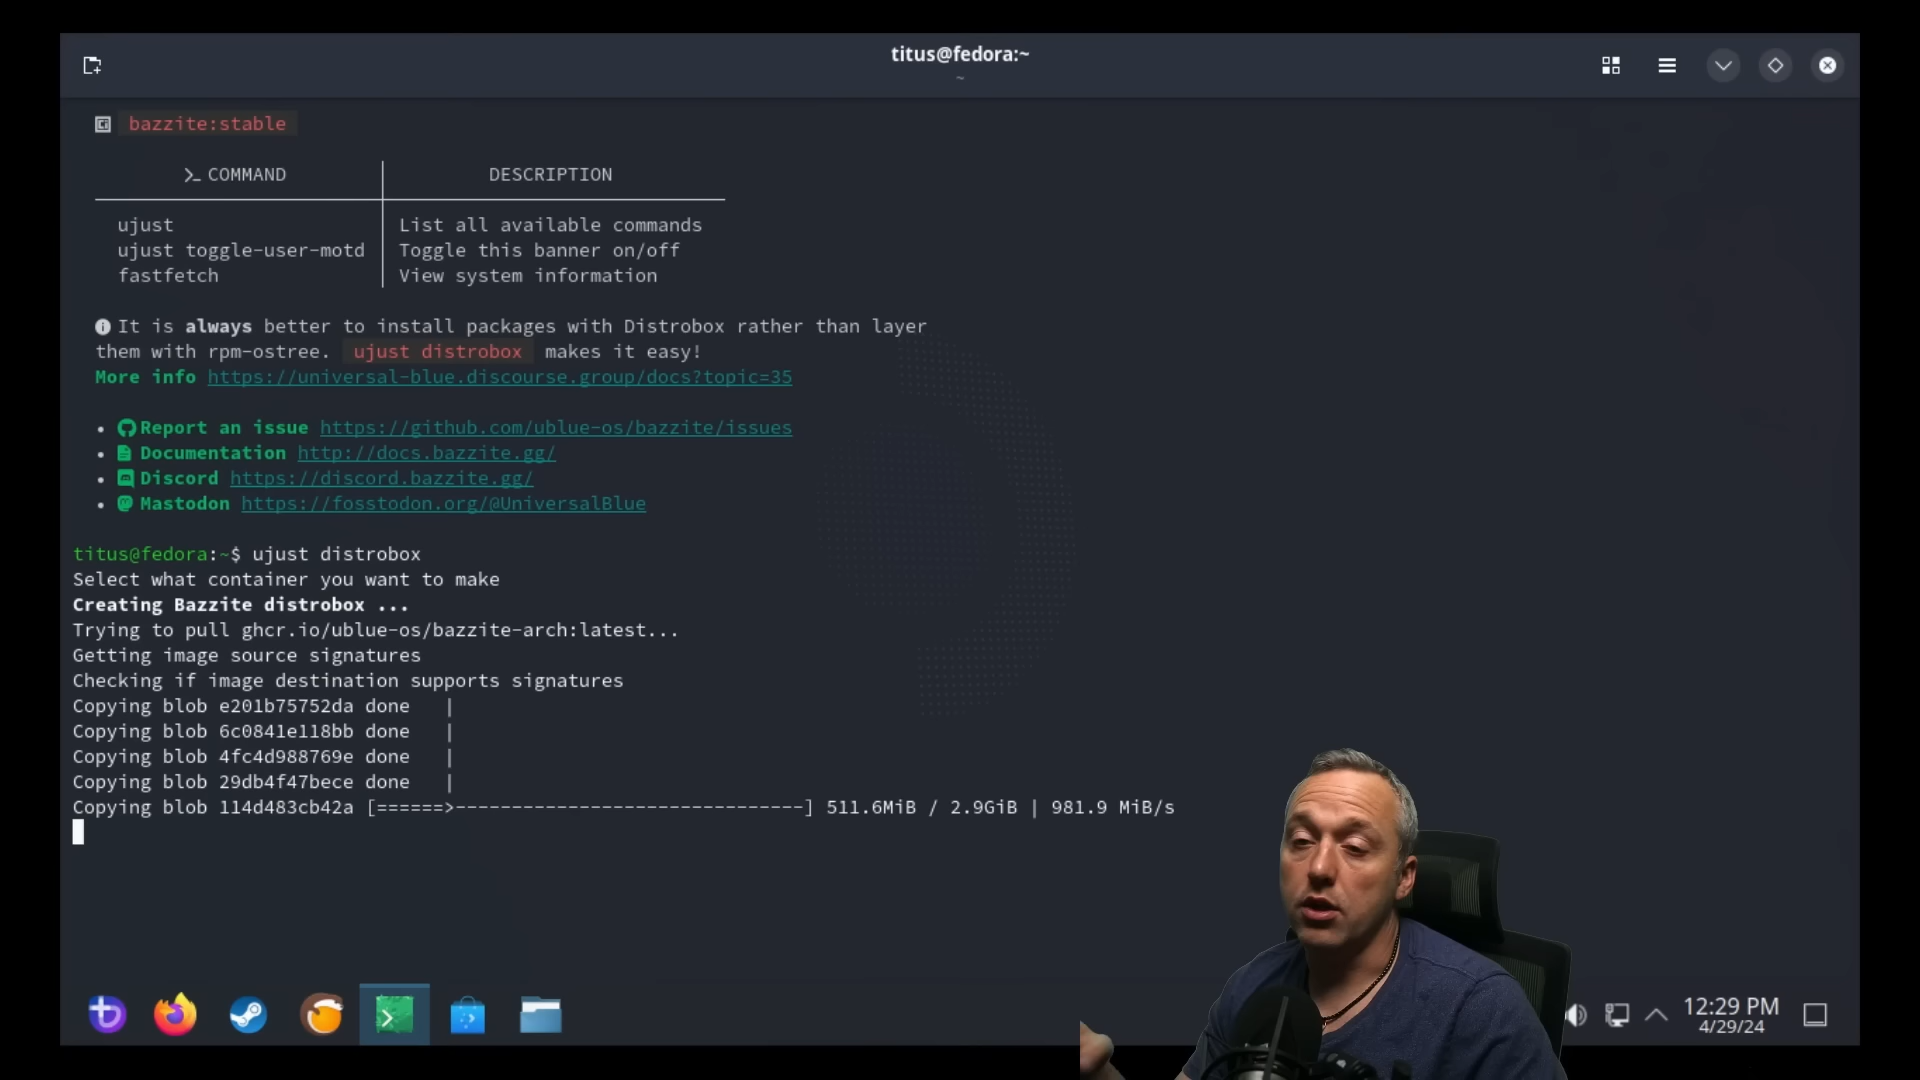 titus@fedora:~
~
bazzite:stable
COMMAND DESCRIPTION
ujust List all available commands
ujust toggle-user-motd Toggle this banner on/off
fastfetch View system information
It is always better to install packages with Distrobox rather than layer
them with rpm-ostree. ujust distrobox makes it easy!
More info https://universal-blue.discourse.group/docs?topic=35
• Report an issue https://github.com/ublue-os/bazzite/issues
• Documentation http://docs.bazzite.gg/
• Discord https://discord.bazzite.gg/
• Mastodon https://fosstodon.org/@UniversalBlue
titus@fedora:~$ ujust distrobox
Select what container you want to make
Creating Bazzite distrobox ...
Trying to pull ghcr.io/ublue-os/bazzite-arch:latest...
Getting image source signatures
Checking if image destination supports signatures
Copying blob e201b75752da done |
Copying blob 6c0841e118bb done |
Copying blob 4fc4d988769e done |
Copying blob 29db4f47bece done |
Copying blob 114d483cb42a [======>-------------------------------] 511.6MiB / 2.9GiB | 981.9 MiB/s
12:29 PM
4/29/24